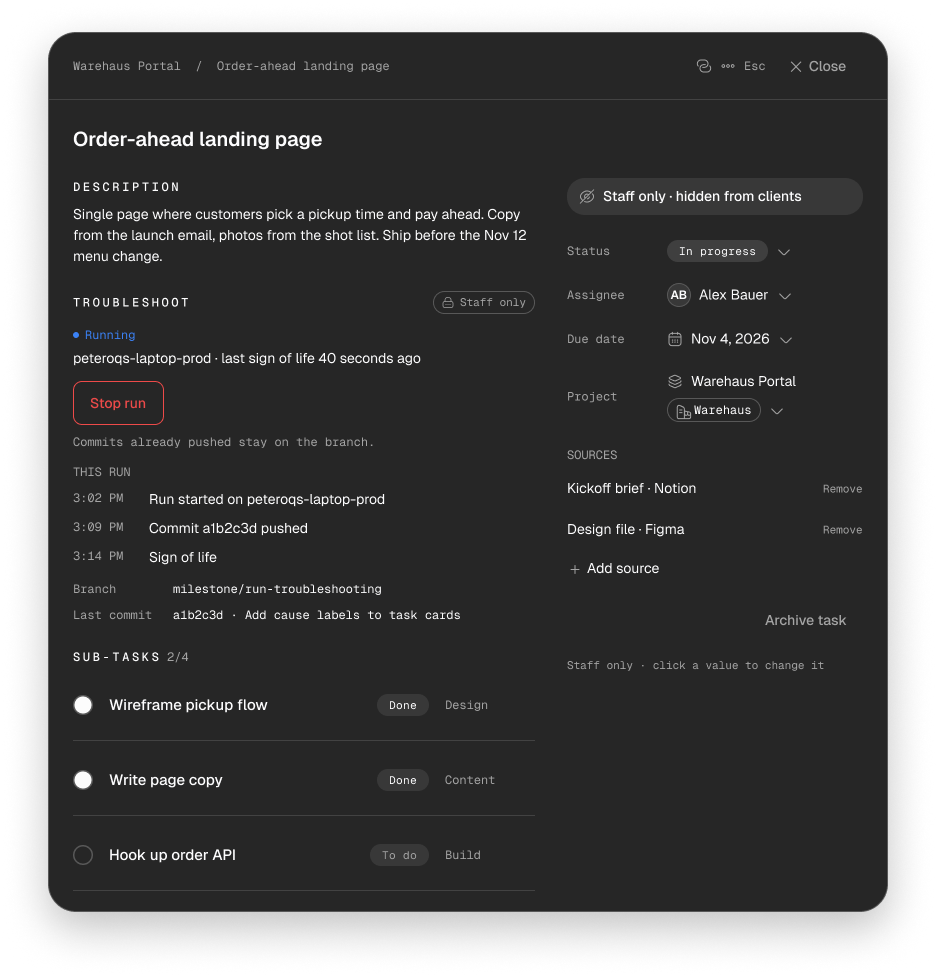 Warehaus Portal / Order-ahead landing page
Esc
Close
Order-ahead landing page
DESCRIPTION
Single page where customers pick a pickup time and pay ahead. Copy
from the launch email, photos from the shot list. Ship before the Nov 12
menu change.
TROUBLESHOOT
Staff only
Running
peteroqs-laptop-prod · last sign of life 40 seconds ago
Stop run
Commits already pushed stay on the branch.
THIS RUN
3:02 PM Run started on peteroqs-laptop-prod
3:09 PM Commit a1b2c3d pushed
3:14 PM Sign of life
Branch milestone/run-troubleshooting
Last commit a1b2c3d · Add cause labels to task cards
SUB-TASKS 2/4
Wireframe pickup flow Done Design
Write page copy Done Content
Hook up order API To do Build
Staff only · hidden from clients
Status In progress
Assignee AB Alex Bauer
Due date Nov 4, 2026
Project Warehaus Portal
Warehaus
SOURCES
Kickoff brief · Notion Remove
Design file · Figma Remove
+ Add source
Archive task
Staff only · click a value to change it